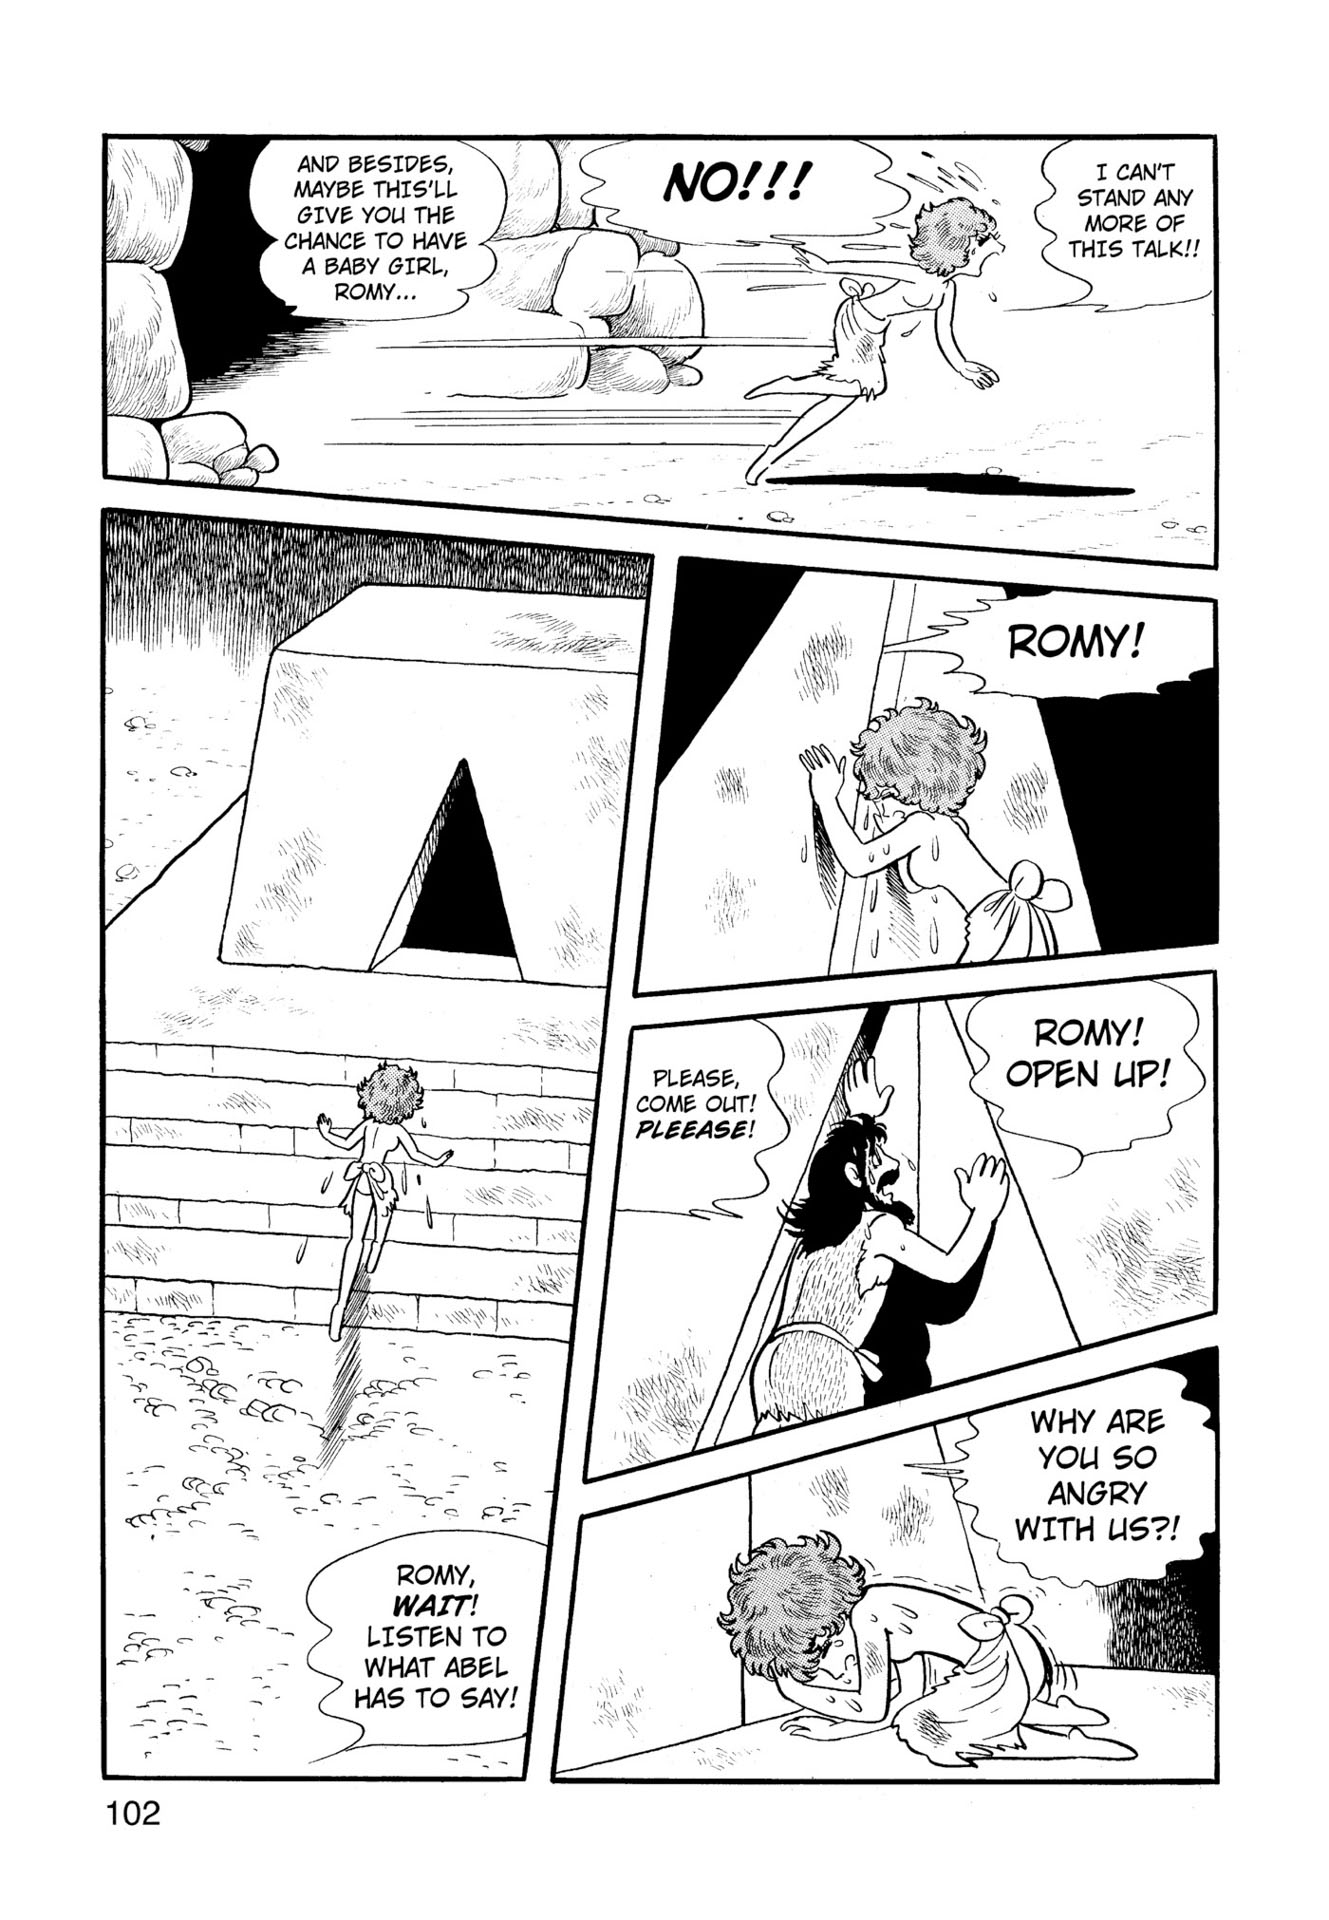 AND BESIDES,
MAYBE THIS'LL
GIVE YOU THE
CHANCE TO HAVE
A BABY GIRL,
ROMY...
NO!!!
I CAN'T
STAND ANY
MORE OF
THIS TALK!!
ROMY,
WAIT!
LISTEN TO
WHAT ABEL
HAS TO SAY!
ROMY!
ROMY!
OPEN UP!
PLEASE,
COME OUT!
PLEEASE!
WHY ARE
YOU SO
ANGRY
WITH US?!
102